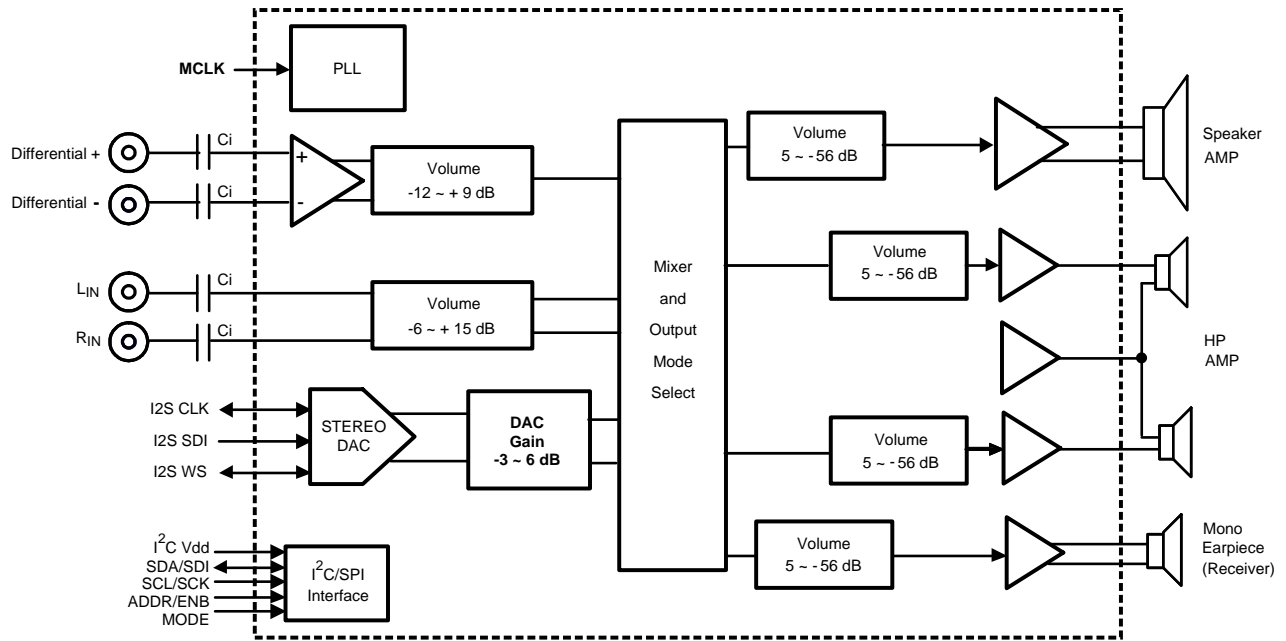 MCLK
PLL
Differential +
Ci
+
Differential -
Ci
-
Volume
-12 ~ + 9 dB
LIN
Ci
RIN
Ci
Volume
-6 ~ + 15 dB
I2S CLK
I2S SDI
I2S WS
STEREO
DAC
DAC
Gain
-3 ~ 6 dB
I2C Vdd
SDA/SDI
SCL/SCK
ADDR/ENB
MODE
I2C/SPI
Interface
Mixer
and
Output
Mode
Select
Volume
5 ~ -56 dB
Speaker
AMP
Volume
5 ~ -56 dB
HP
AMP
Volume
5 ~ -56 dB
Volume
5 ~ -56 dB
Mono
Earpiece
(Receiver)